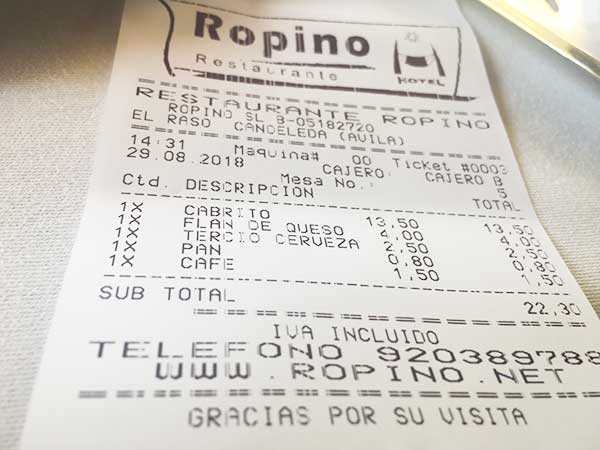 Ropino
Restaurante
HOTEL
RESTAURANTE ROPINO
ROPINO SL B-05182720
EL RASO CANDELEDA (AVILA)
14:31 Maquina# 00 Ticket #0003
29.08.2018 CAJERO: CAJERO B
Mesa No.: 5
Ctd. DESCRIPCION TOTAL
1X CABRITO 13,50 13,50
1X FLAN DE QUESO 4,00 4,00
1X TERCIO CERVEZA 2,50 2,50
1X PAN 0,80 0,80
1X CAFE 1,50 1,50
SUB TOTAL 22,30
IVA INCLUIDO
TELEFONO 920389788
WWW.ROPINO.NET
GRACIAS POR SU VISITA